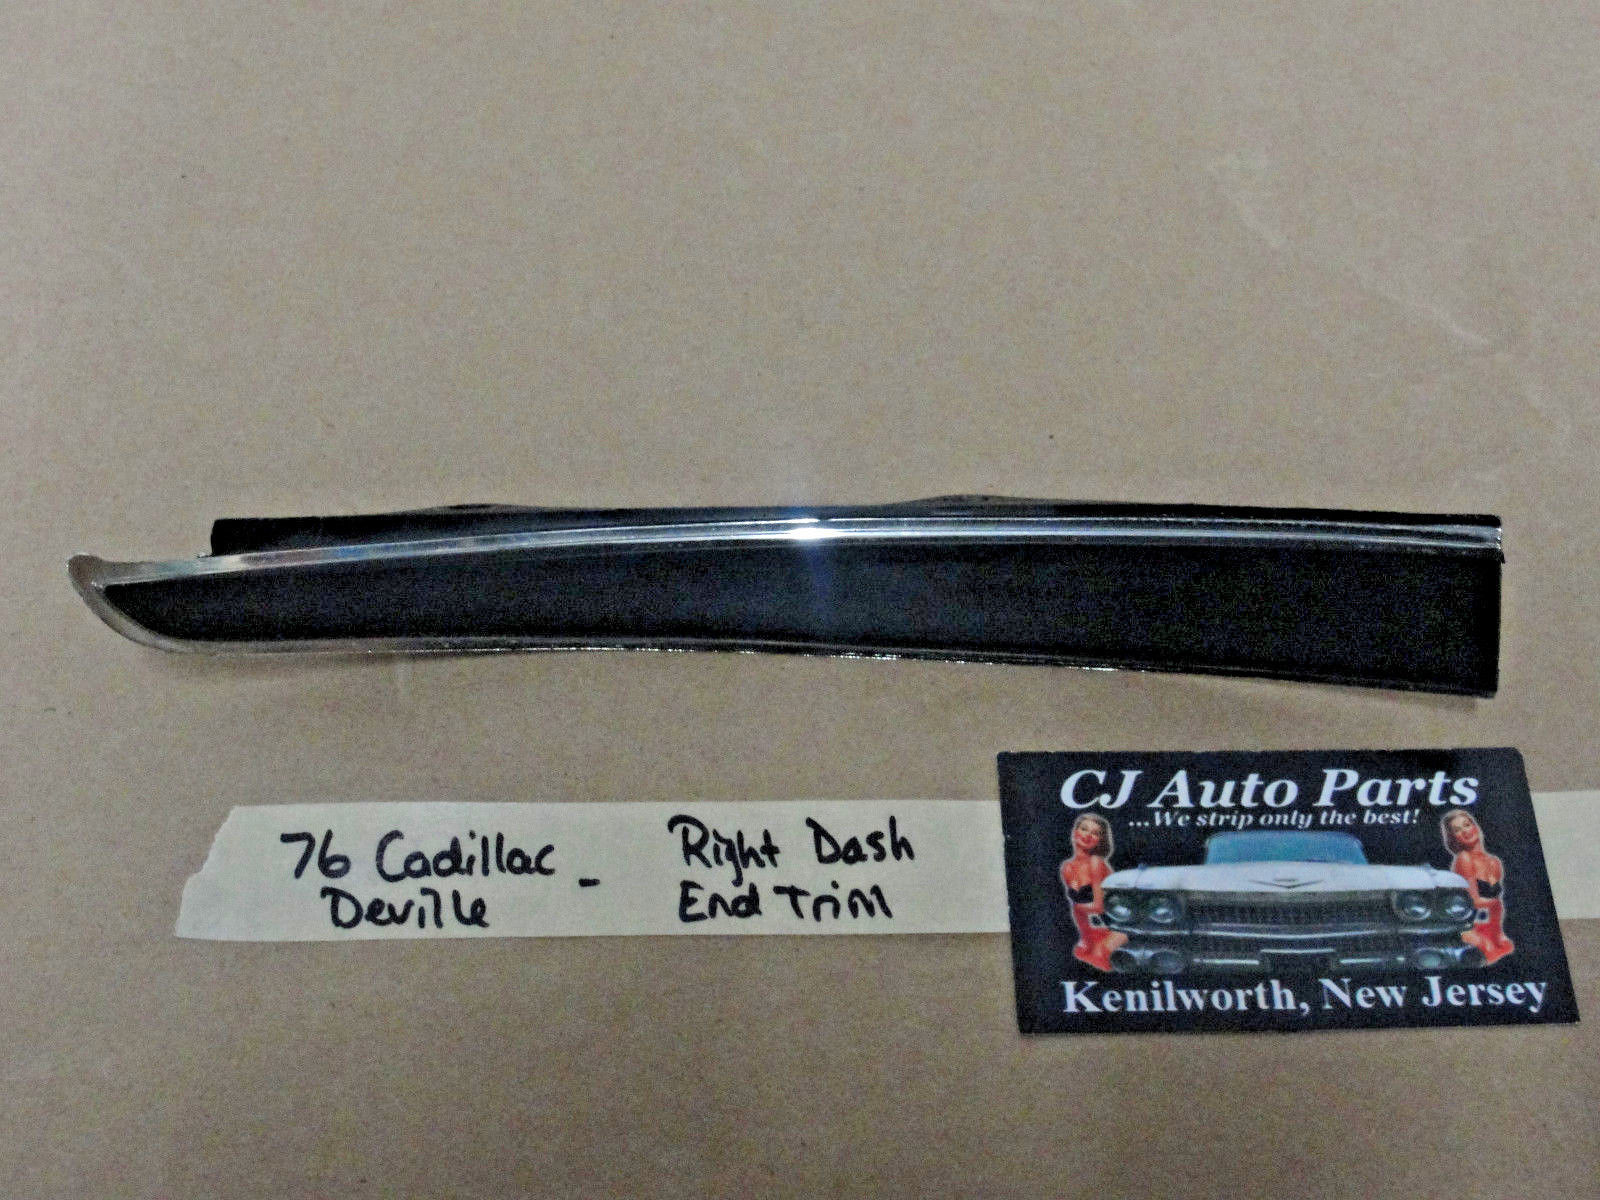 76 Cadillac
Deville - Right Dash
End Trim
CJ Auto Parts
...We strip only the best!
Kenilworth, New Jersey